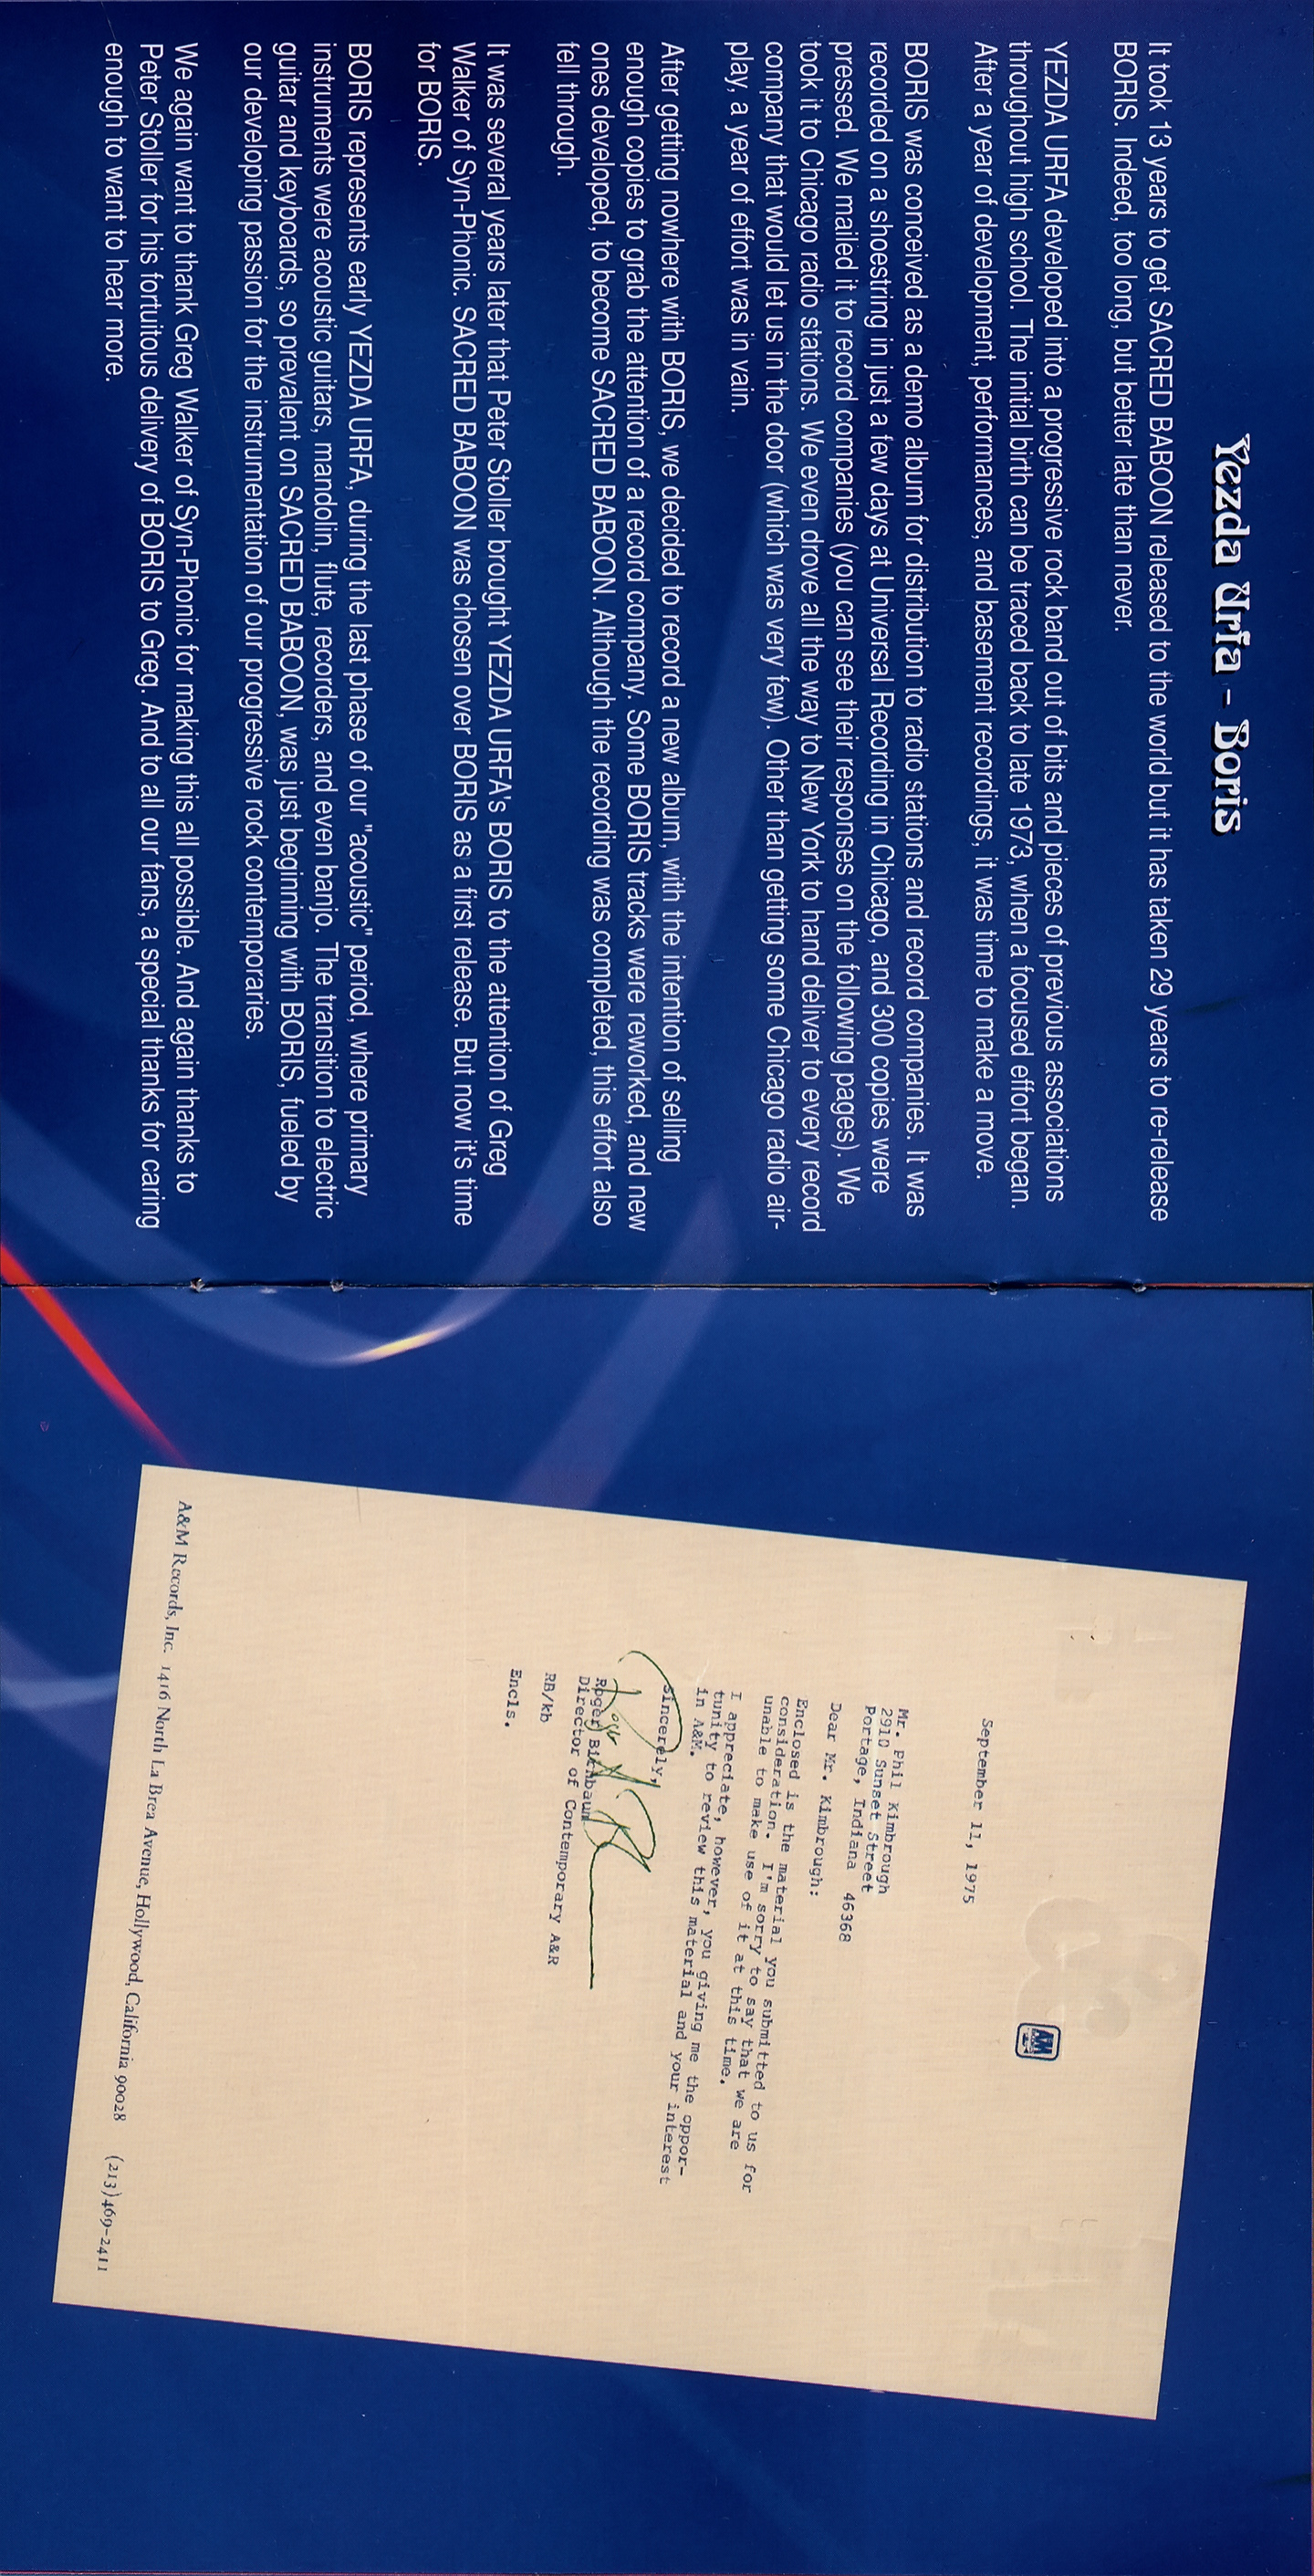 Yezda Urfa - Boris
It took 13 years to get SACRED BABOON released to the world but it has taken 29 years to re-release
BORIS. Indeed, too long, but better late than never.
YEZDA URFA developed into a progressive rock band out of bits and pieces of previous associations
throughout high school. The initial birth can be traced back to late 1973, when a focused effort began.
After a year of development, performances, and basement recordings, it was time to make a move.
BORIS was conceived as a demo album for distribution to radio stations and record companies. It was
recorded on a shoestring in just a few days at Universal Recording in Chicago, and 300 copies were
pressed. We mailed it to record companies (you can see their responses on the following pages). We
took it to Chicago radio stations. We even drove all the way to New York to hand deliver to every record
company that would let us in the door (which was very few). Other than getting some Chicago radio air-
play, a year of effort was in vain.
After getting nowhere with BORIS, we decided to record a new album, with the intention of selling
enough copies to grab the attention of a record company. Some BORIS tracks were reworked, and new
ones developed, to become SACRED BABOON. Although the recording was completed, this effort also
fell through.
It was several years later that Peter Stoller brought YEZDA URFA's BORIS to the attention of Greg
Walker of Syn-Phonic. SACRED BABOON was chosen over BORIS as a first release. But now it's time
for BORIS.
BORIS represents early YEZDA URFA, during the last phase of our "acoustic" period, where primary
instruments were acoustic guitars, mandolin, flute, recorders, and even banjo. The transition to electric
guitar and keyboards, so prevalent on SACRED BABOON, was just beginning with BORIS, fueled by
our developing passion for the instrumentation of our progressive rock contemporaries.
We again want to thank Greg Walker of Syn-Phonic for making this all possible. And again thanks to
Peter Stoller for his fortuitous delivery of BORIS to Greg. And to all our fans, a special thanks for caring
enough to want to hear more.
A&M
September 11, 1975
Mr. Phil Kimbrough
2910 Sunset Street
Portage, Indiana 46368
Dear Mr. Kimbrough:
Enclosed is the material you submitted to us for
consideration. I'm sorry to say that we are
unable to make use of it at this time.
I appreciate, however, you giving me the oppor-
tunity to review this material and your interest
in A&M.
Sincerely,
Roger Birnbaum
Director of Contemporary A&R
RB/kb
Encls.
A&M Records, Inc. 1416 North La Brea Avenue, Hollywood, California 90028 (213)469-2411